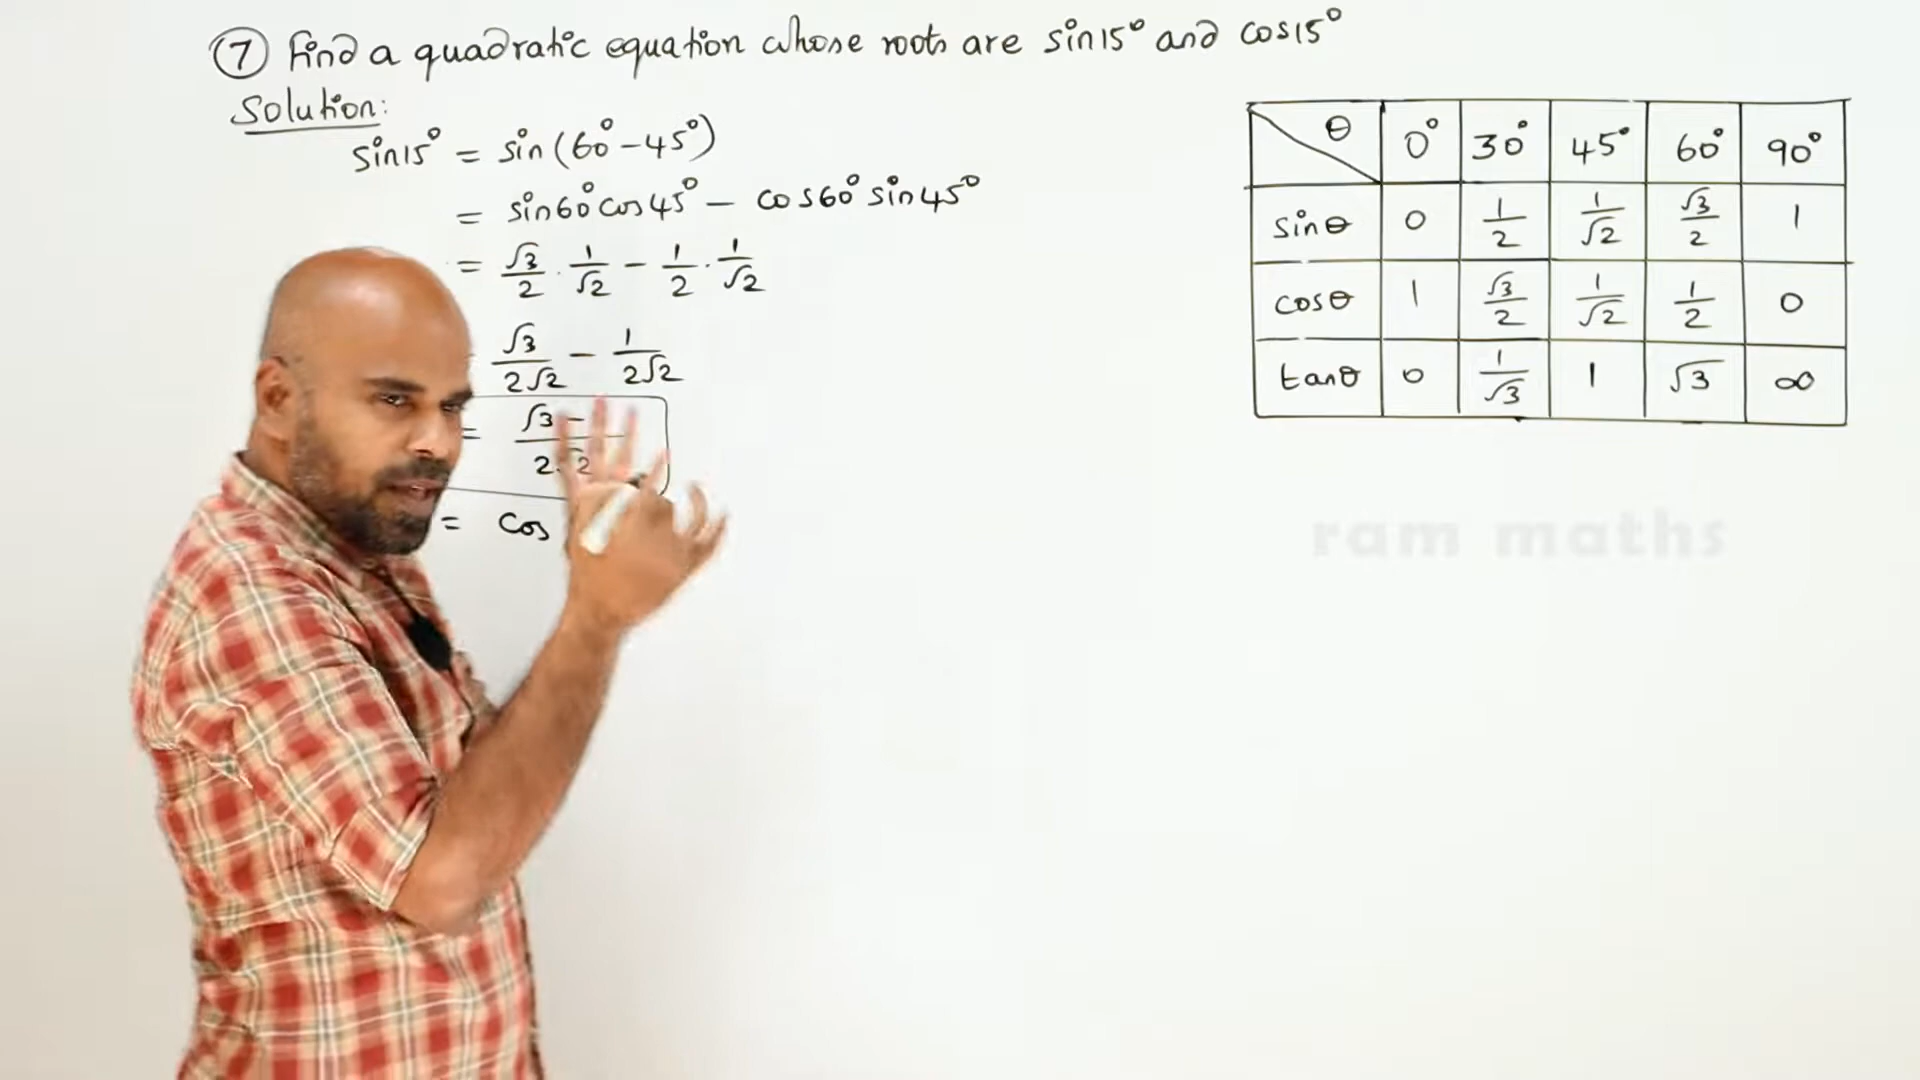 ⑦ Find a quadratic equation whose roots are sin15° and cos15°
Solution:
sin15° = sin(60°-45°)
= sin60°cos45° - cos60°sin45°
= √3/2 . 1/√2 - 1/2 . 1/√2
= √3/2√2 - 1/2√2
= √3 - / 2√2
= cos
θ 0° 30° 45° 60° 90°
sinθ 0 1/2 1/√2 √3/2 1
cosθ 1 √3/2 1/√2 1/2 0
tanθ 0 1/√3 1 √3 ∞
ram maths